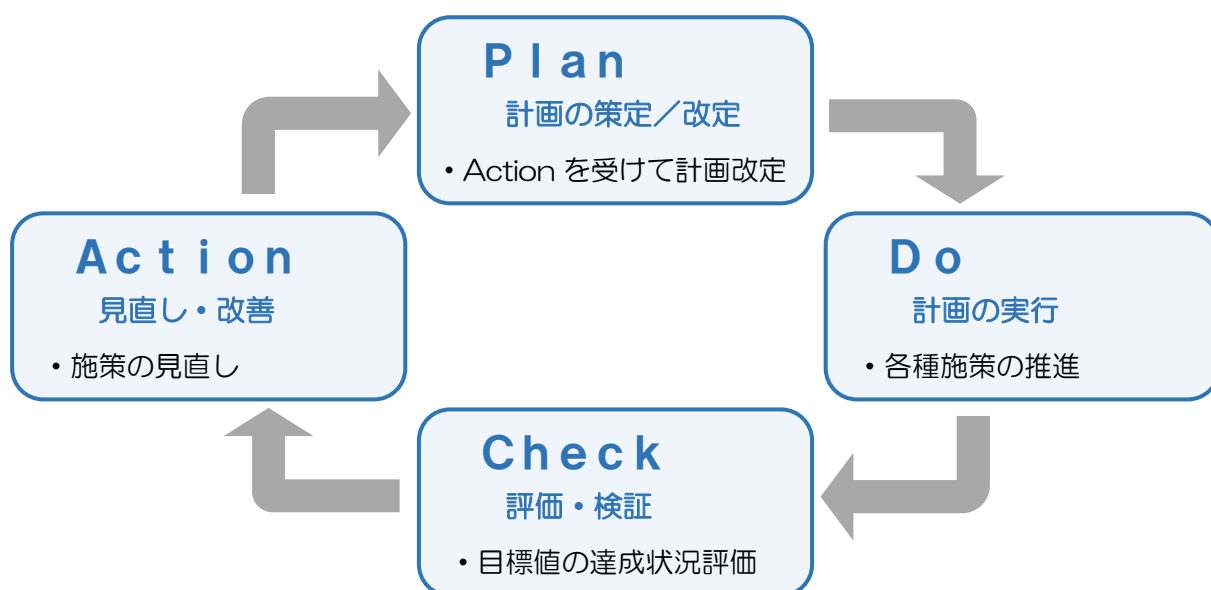 Plan
計画の策定／改定
・Action を受けて計画改定
Action
見直し・改善
・施策の見直し
Do
計画の実行
・各種施策の推進
Check
評価・検証
・目標値の達成状況評価